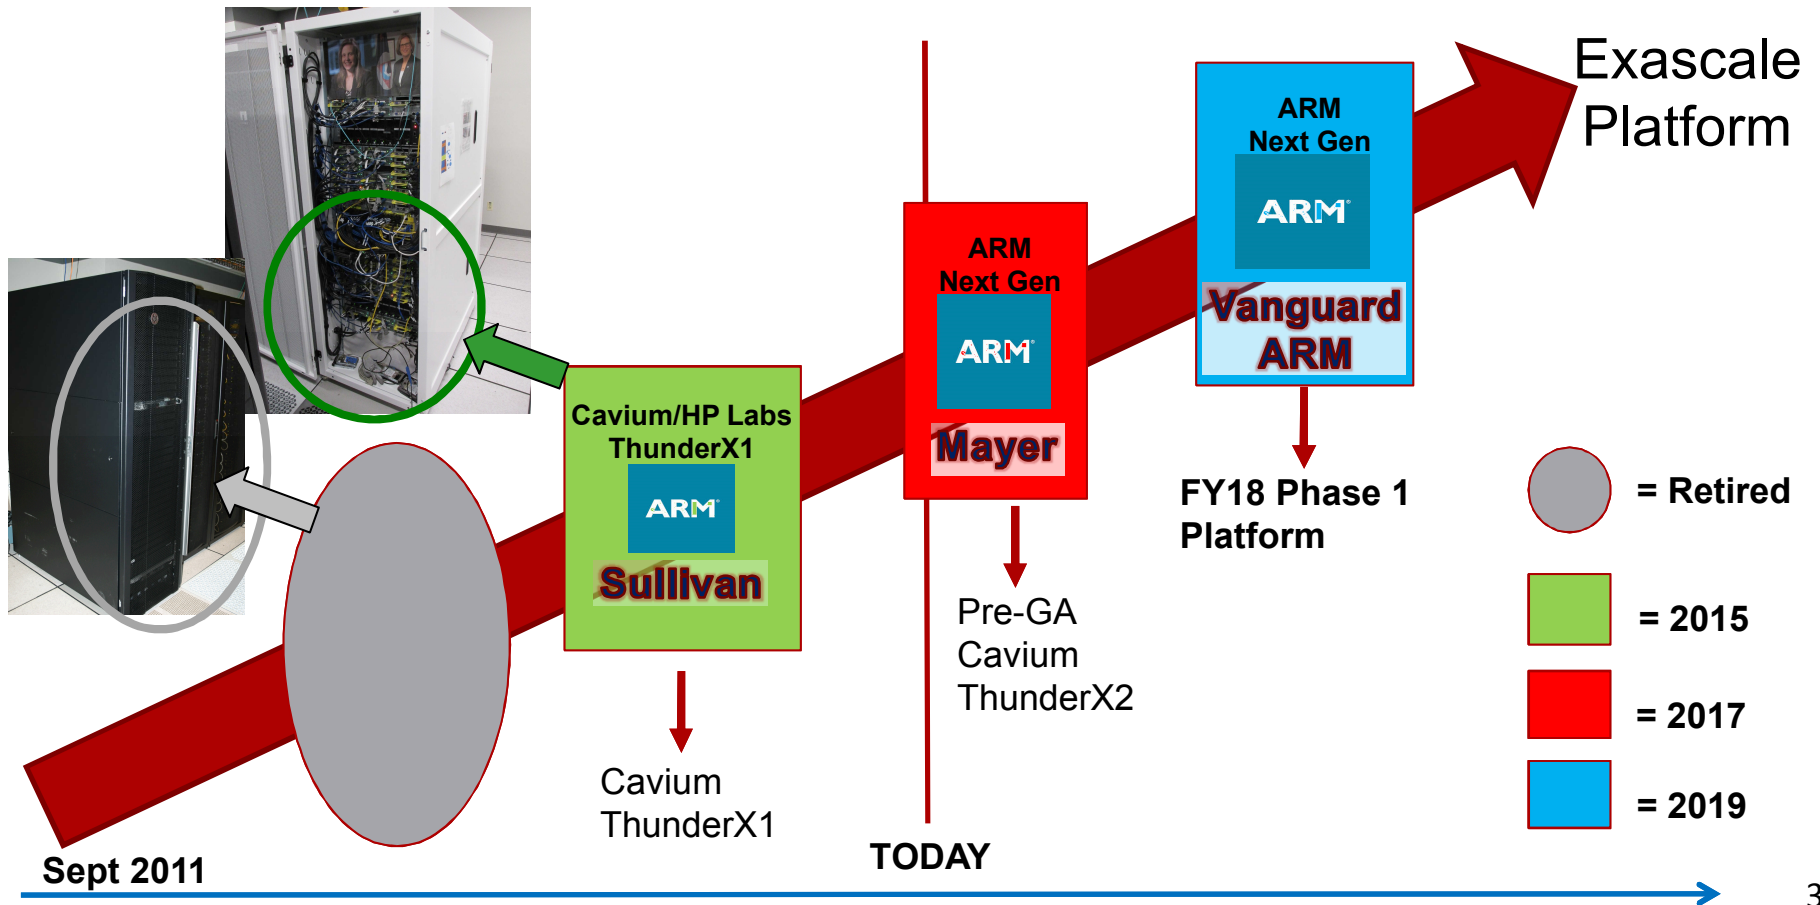 Exascale
Platform
ARM
Next Gen
ARM
Vanguard
ARM
FY18 Phase 1
Platform
ARM
Next Gen
ARM
Mayer
Pre-GA
Cavium
ThunderX2
Cavium/HP Labs
ThunderX1
ARM
Sullivan
Cavium
ThunderX1
= Retired
= 2015
= 2017
= 2019
TODAY
Sept 2011
3